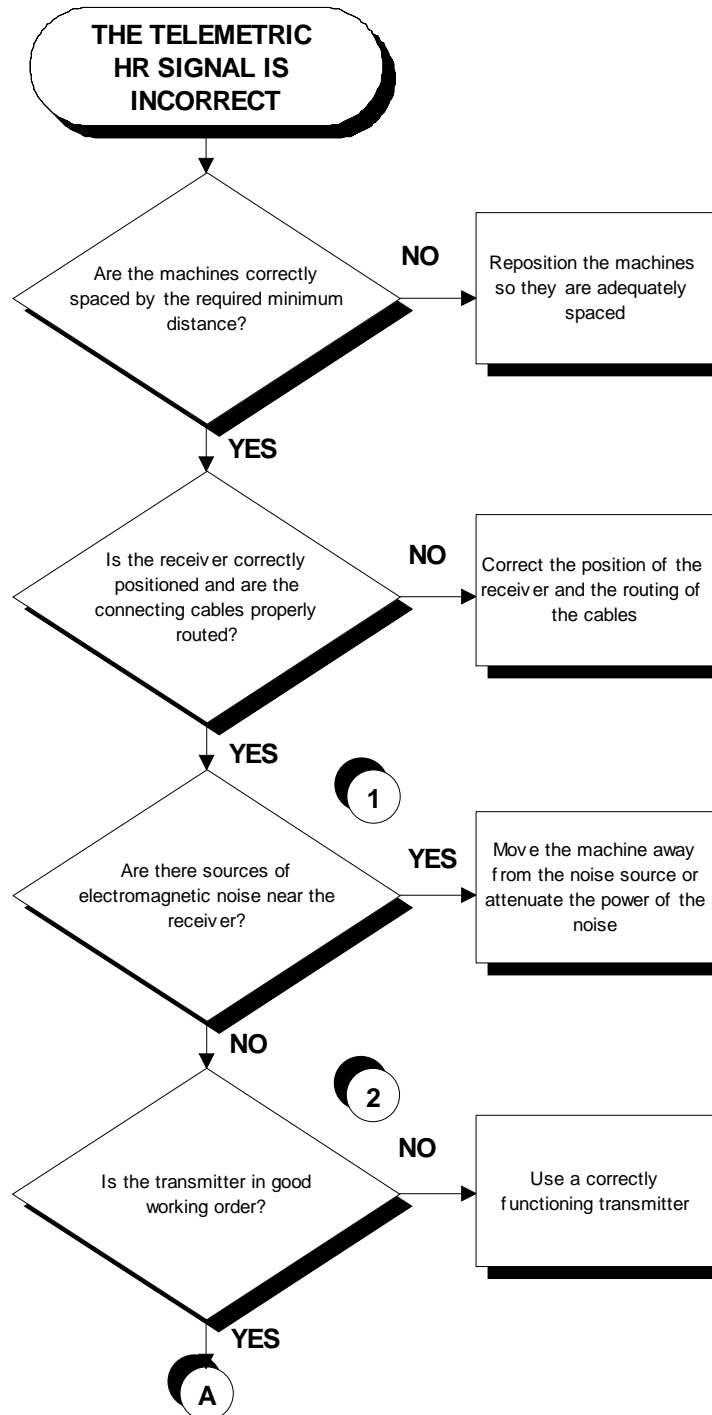 THE TELEMETRIC
HR SIGNAL IS
INCORRECT
Are the machines correctly
spaced by the required minimum
distance?
NO
Reposition the machines
so they are adequately
spaced
YES
Is the receiver correctly
positioned and are the
connecting cables properly
routed?
NO
Correct the position of the
receiver and the routing of
the cables
YES
1
Are there sources of
electromagnetic noise near the
receiver?
YES
Move the machine away
from the noise source or
attenuate the power of the
noise
NO
2
Is the transmitter in good
working order?
NO
Use a correctly
functioning transmitter
YES
A